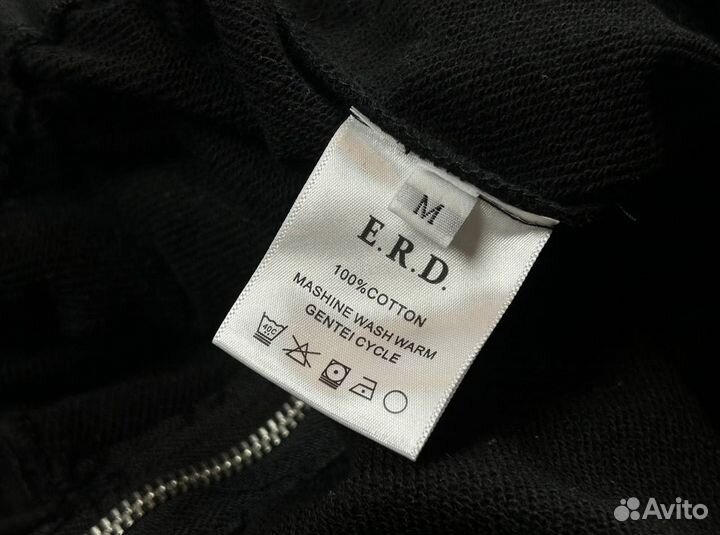 M
E.R.D.
100%COTTON
MASHINE WASH WARM
GENTEI CYCLE
40C
Avito